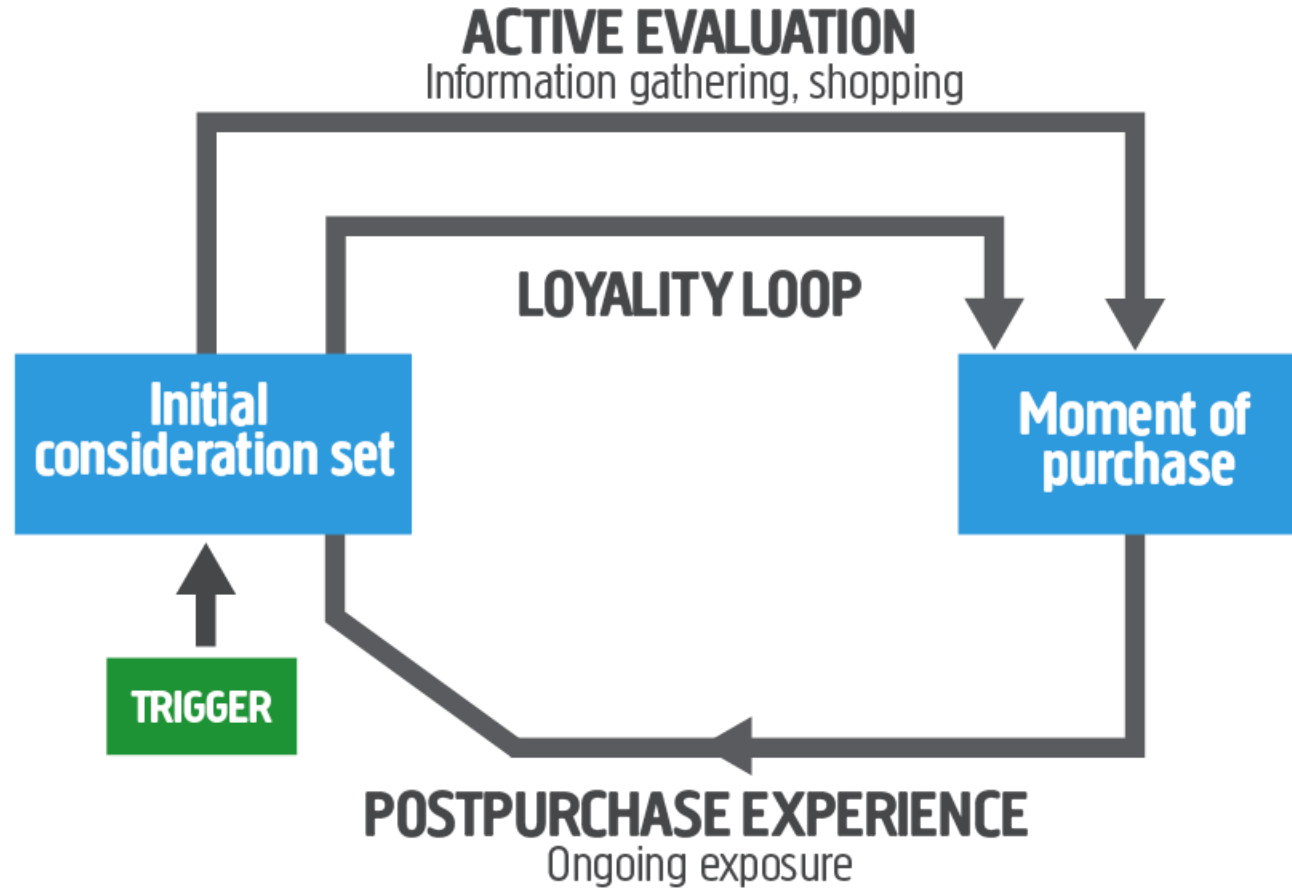 ACTIVE EVALUATION
Information gathering, shopping
LOYALITY LOOP
Initial
consideration set
Moment of
purchase
TRIGGER
POSTPURCHASE EXPERIENCE
Ongoing exposure